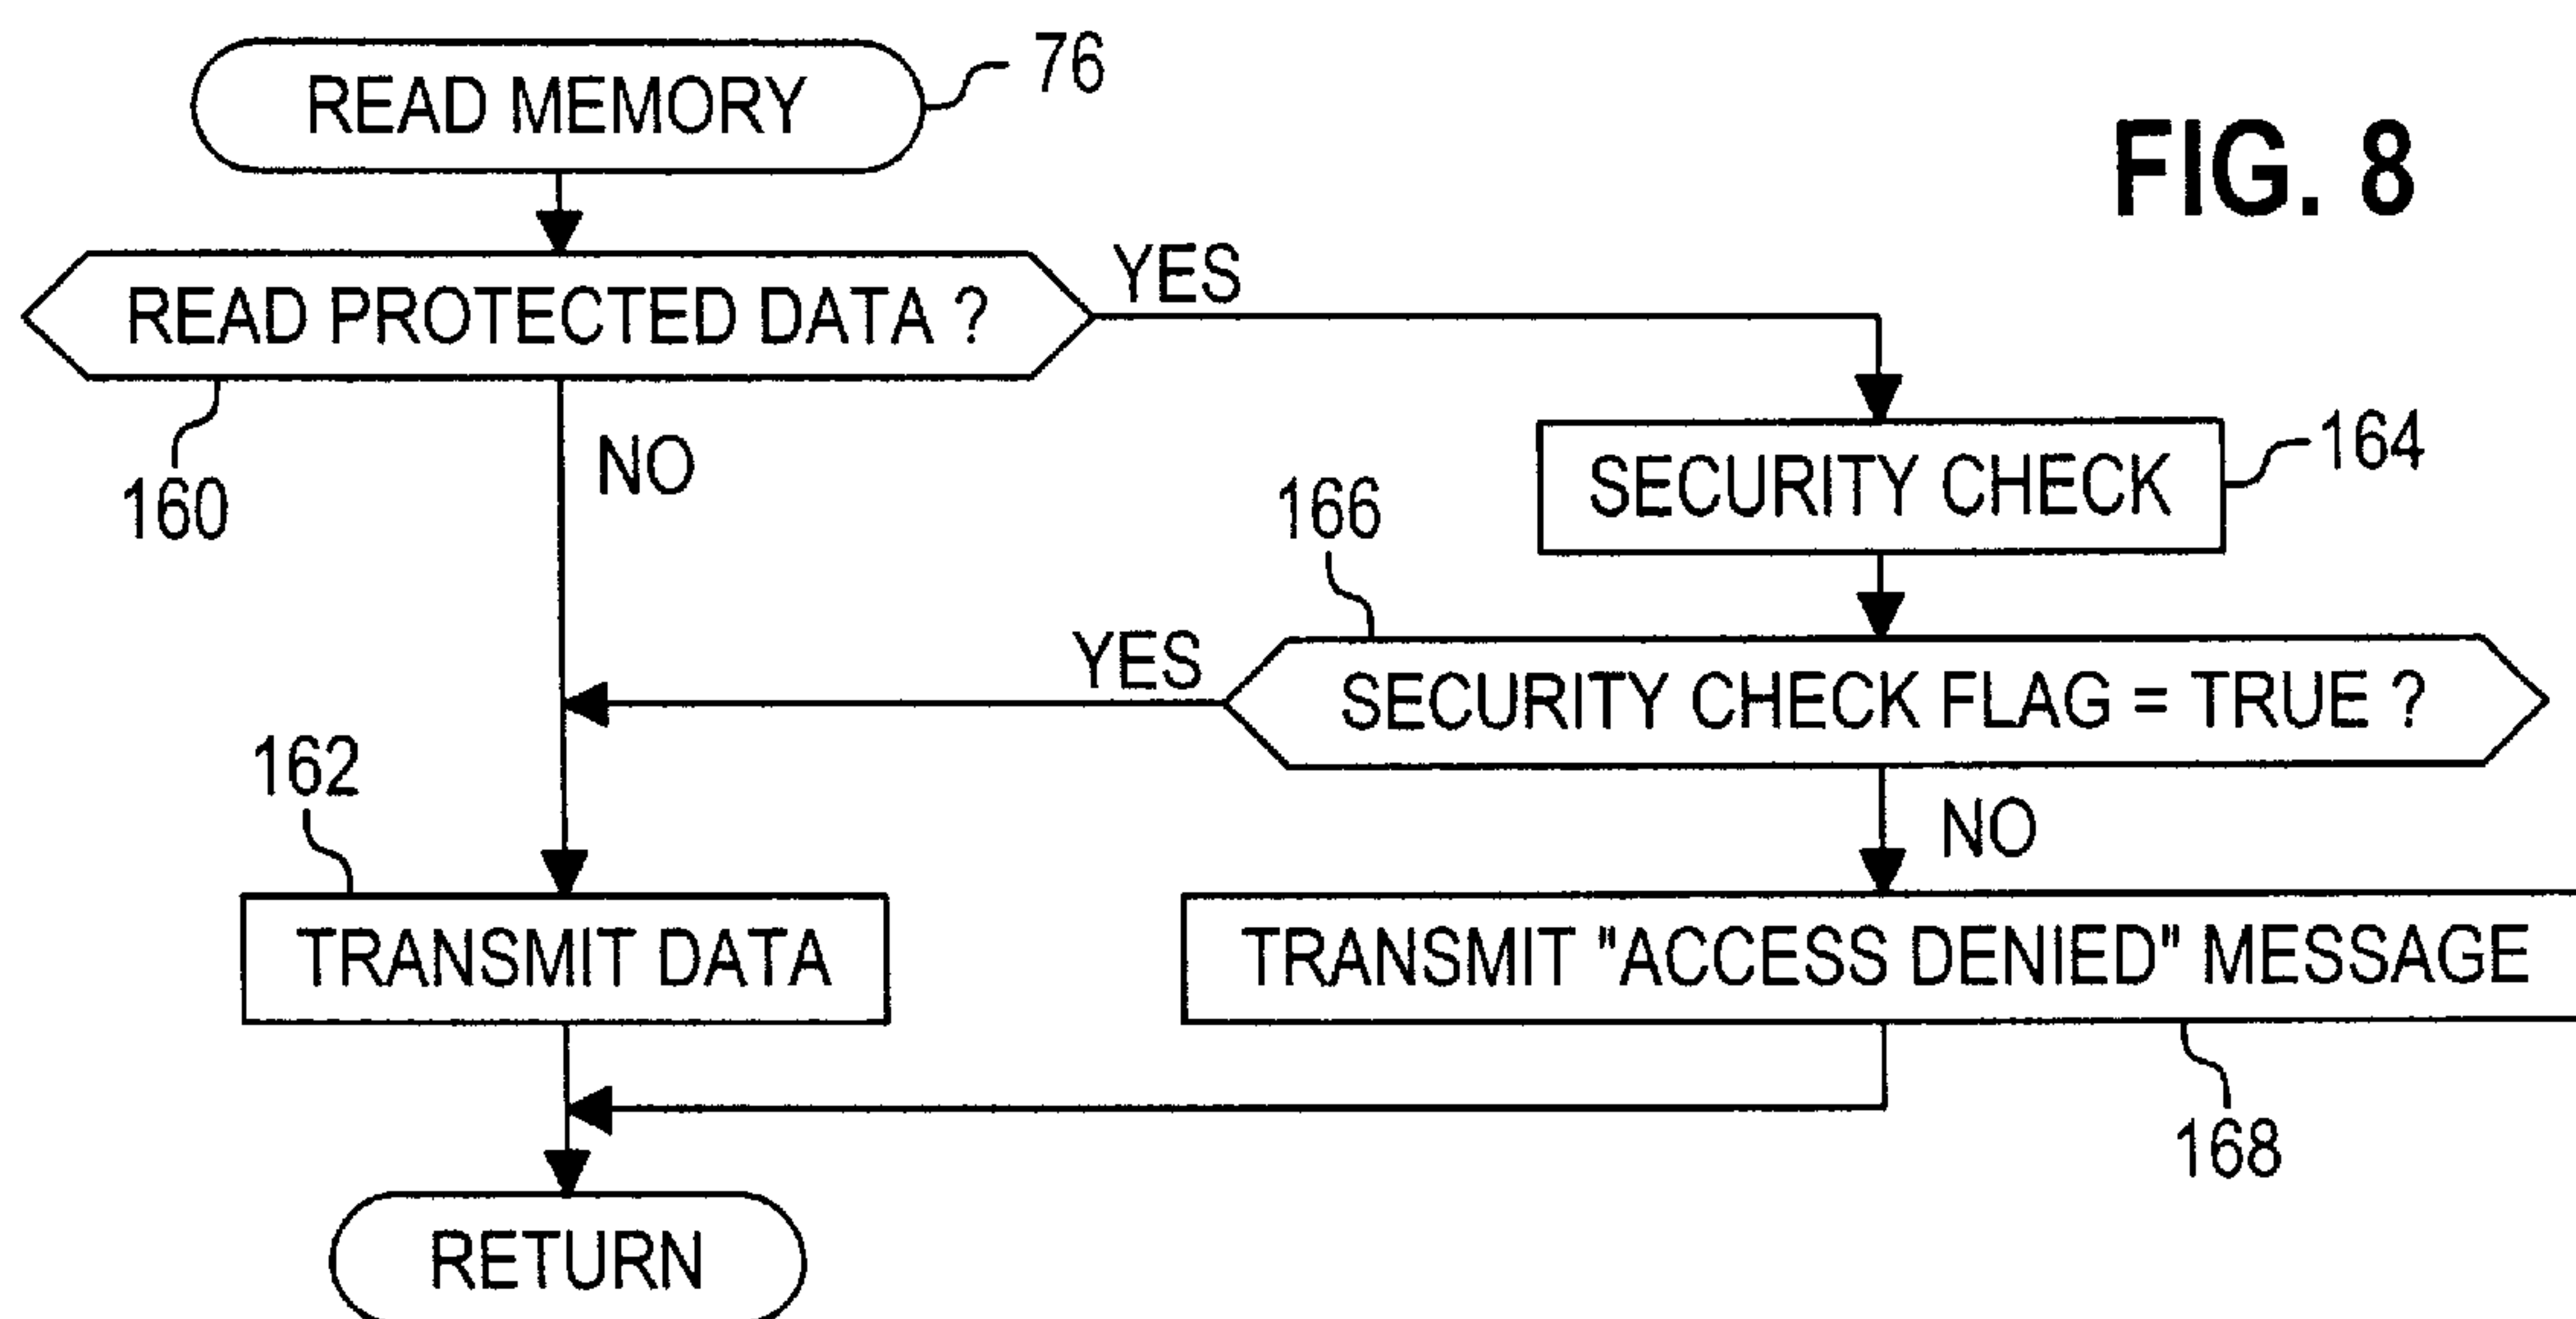 READ MEMORY
76
FIG. 8
READ PROTECTED DATA ?
YES
160
NO
SECURITY CHECK
164
166
YES
SECURITY CHECK FLAG = TRUE ?
162
NO
TRANSMIT DATA
TRANSMIT "ACCESS DENIED" MESSAGE
168
RETURN